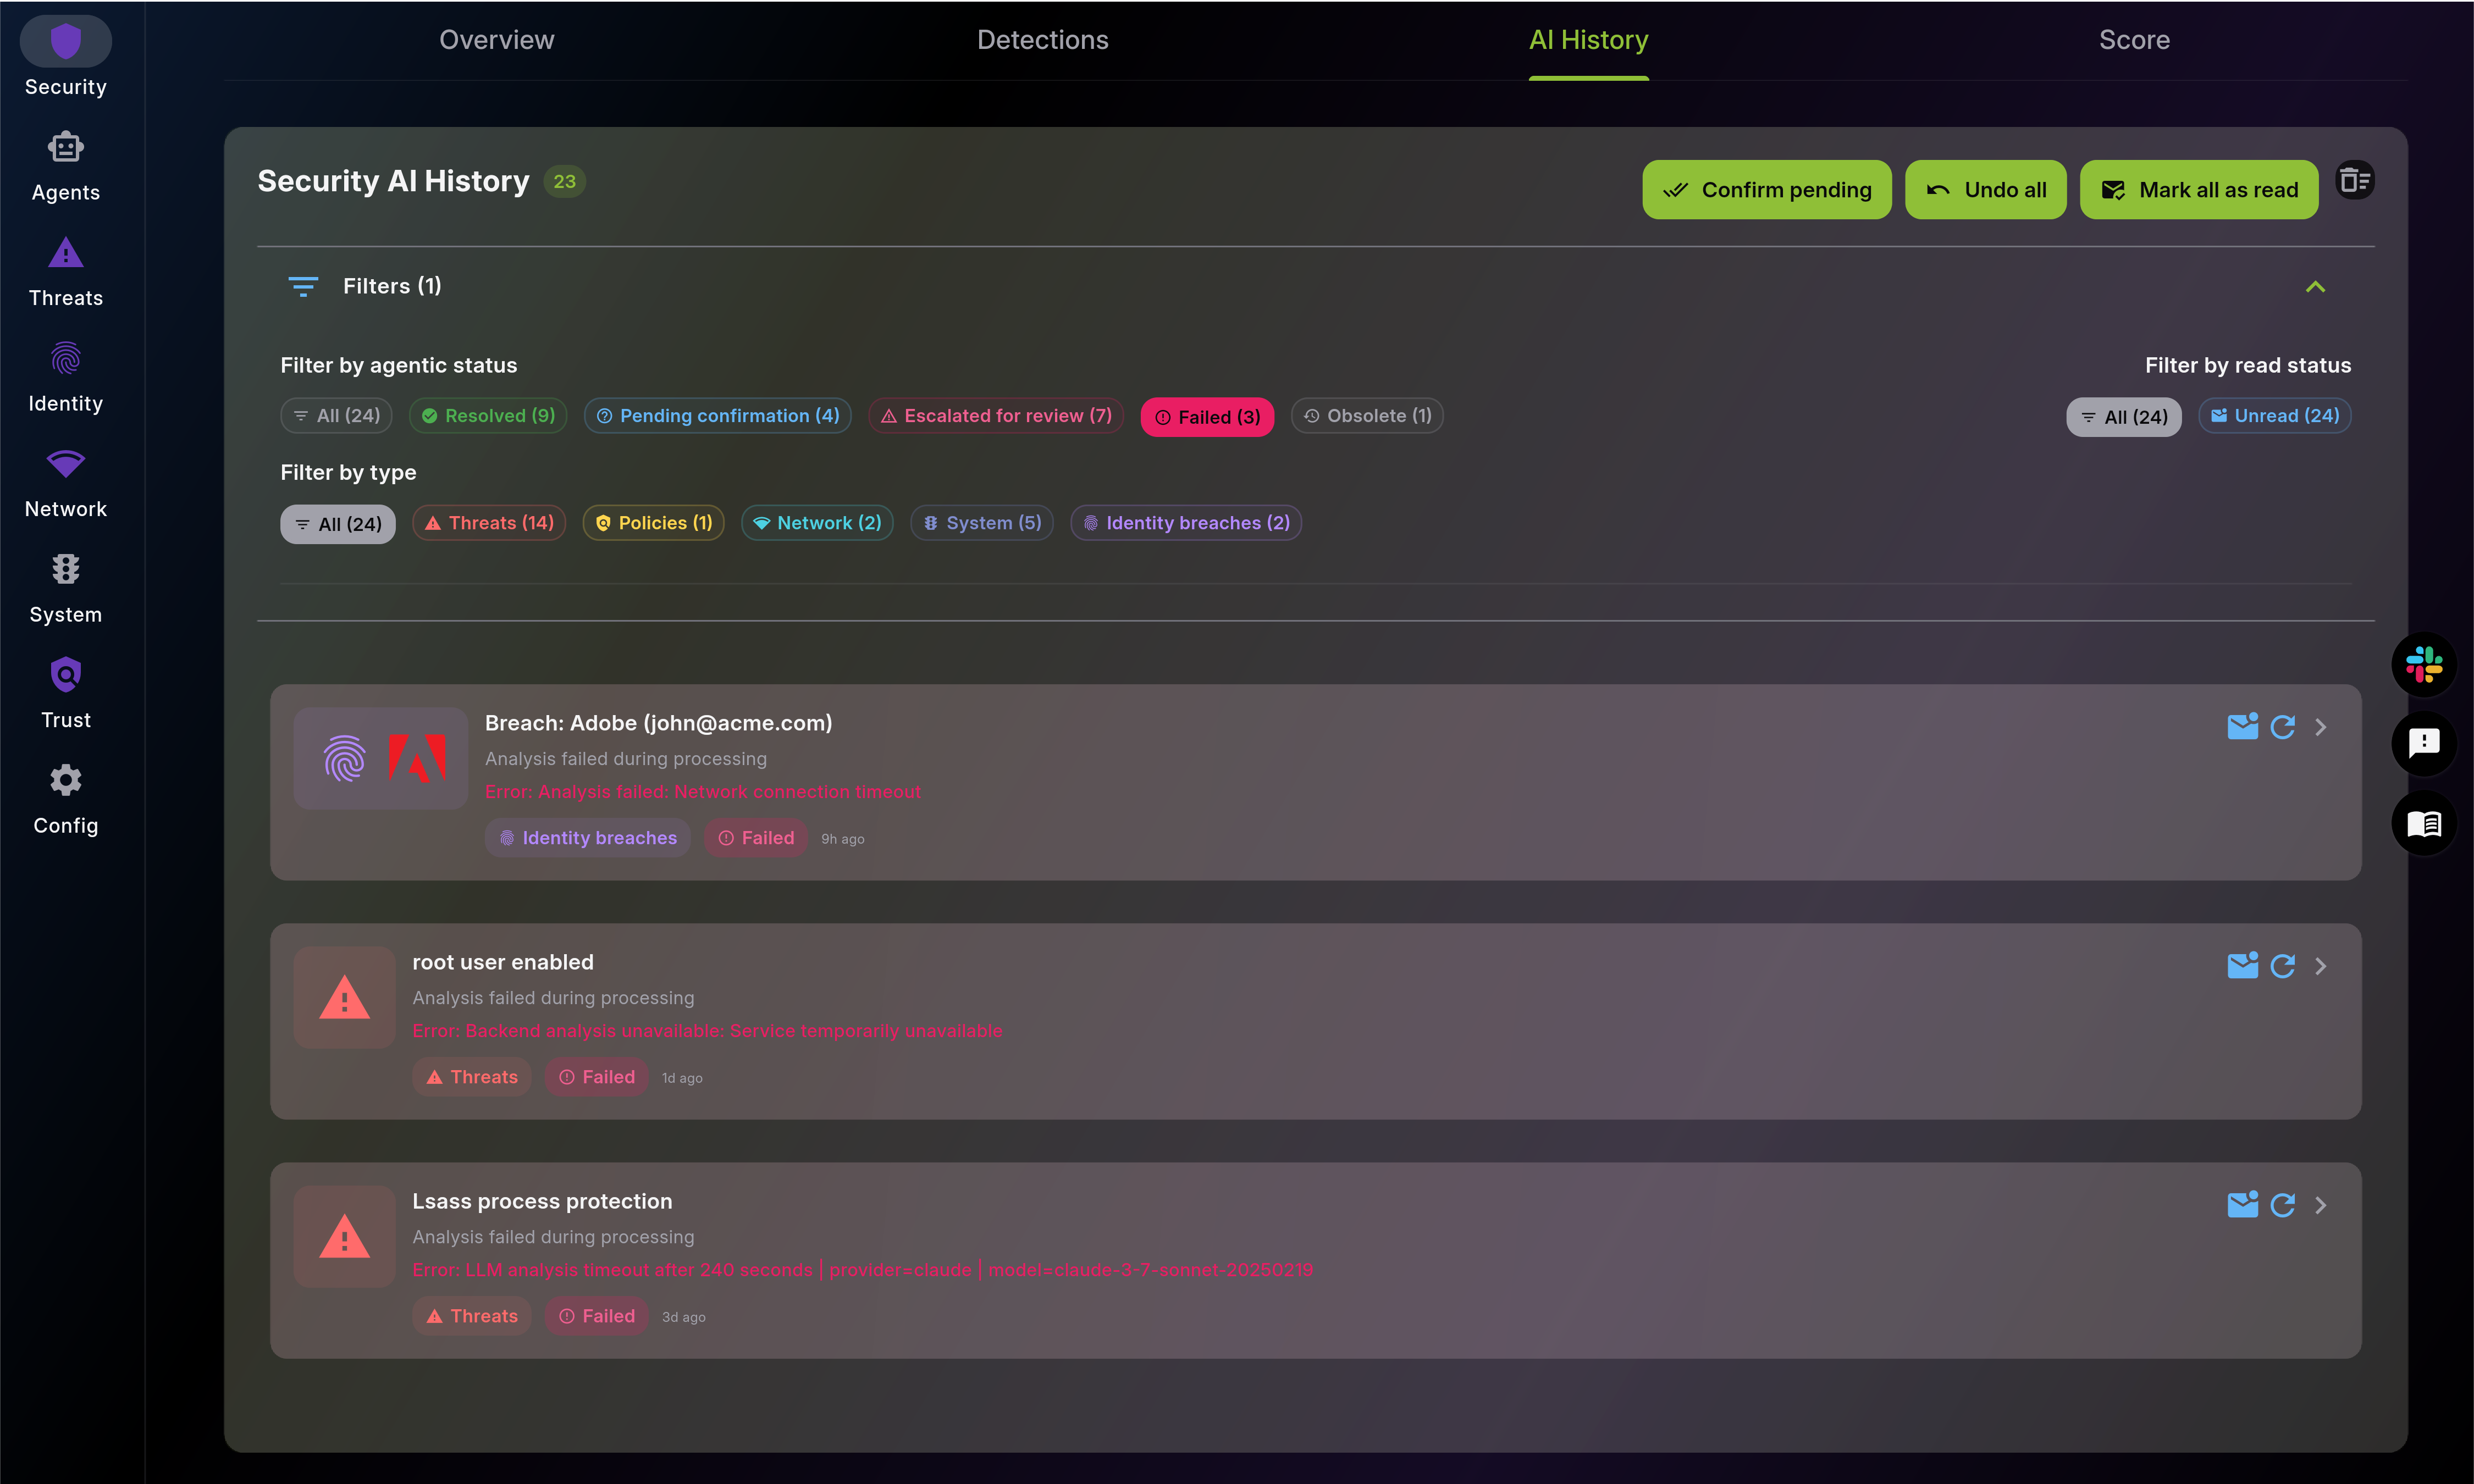 Security
Agents
Threats
Identity
Network
System
Trust
Config
Overview
Detections
AI History
Score
Security AI History 23
Confirm pending
Undo all
Mark all as read
Filters (1)
Filter by agentic status
Filter by read status
All (24)
Resolved (9)
Pending confirmation (4)
Escalated for review (7)
Failed (3)
Obsolete (1)
All (24)
Unread (24)
Filter by type
All (24)
Threats (14)
Policies (1)
Network (2)
System (5)
Identity breaches (2)
Breach: Adobe (john@acme.com)
Analysis failed during processing
Error: Analysis failed: Network connection timeout
Identity breaches
Failed
9h ago
root user enabled
Analysis failed during processing
Error: Backend analysis unavailable: Service temporarily unavailable
Threats
Failed
1d ago
Lsass process protection
Analysis failed during processing
Error: LLM analysis timeout after 240 seconds | provider=claude | model=claude-3-7-sonnet-20250219
Threats
Failed
3d ago